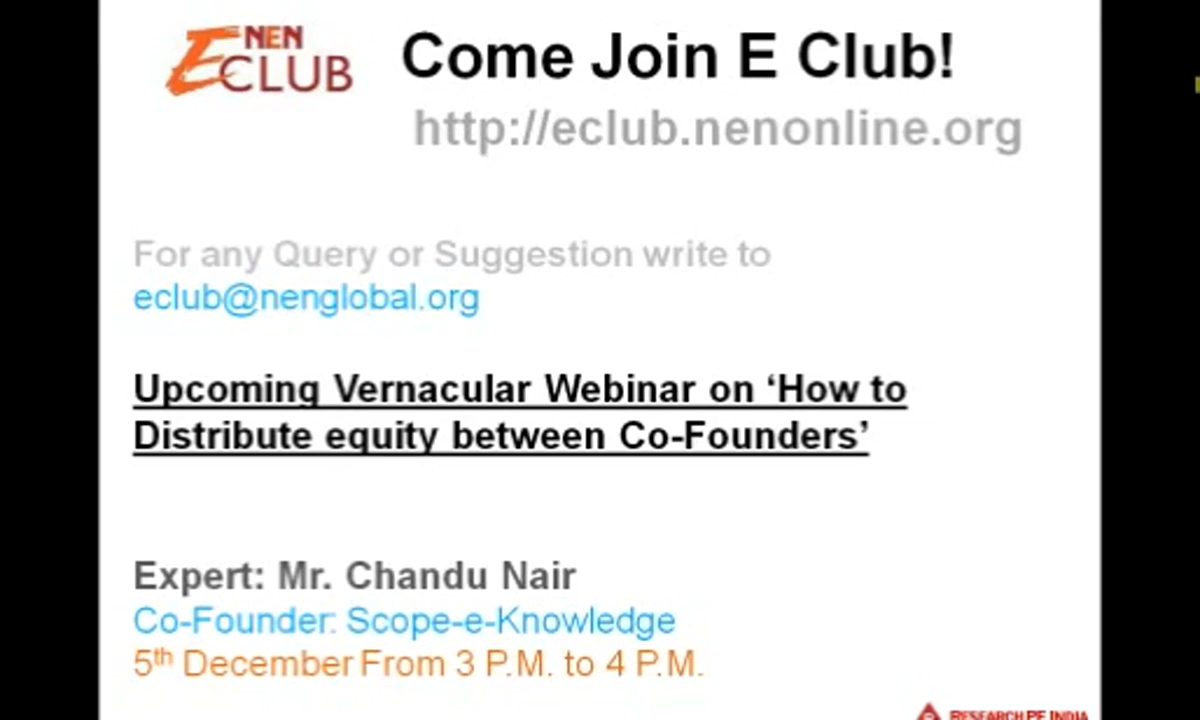 NEN
ECLUB
Come Join E Club!
http://eclub.nenonline.org
For any Query or Suggestion write to
eclub@nenglobal.org
Upcoming Vernacular Webinar on ‘How to
Distribute equity between Co-Founders’
Expert: Mr. Chandu Nair
Co-Founder: Scope-e-Knowledge
5th December From 3 P.M. to 4 P.M.
RESEARCH PE INDIA